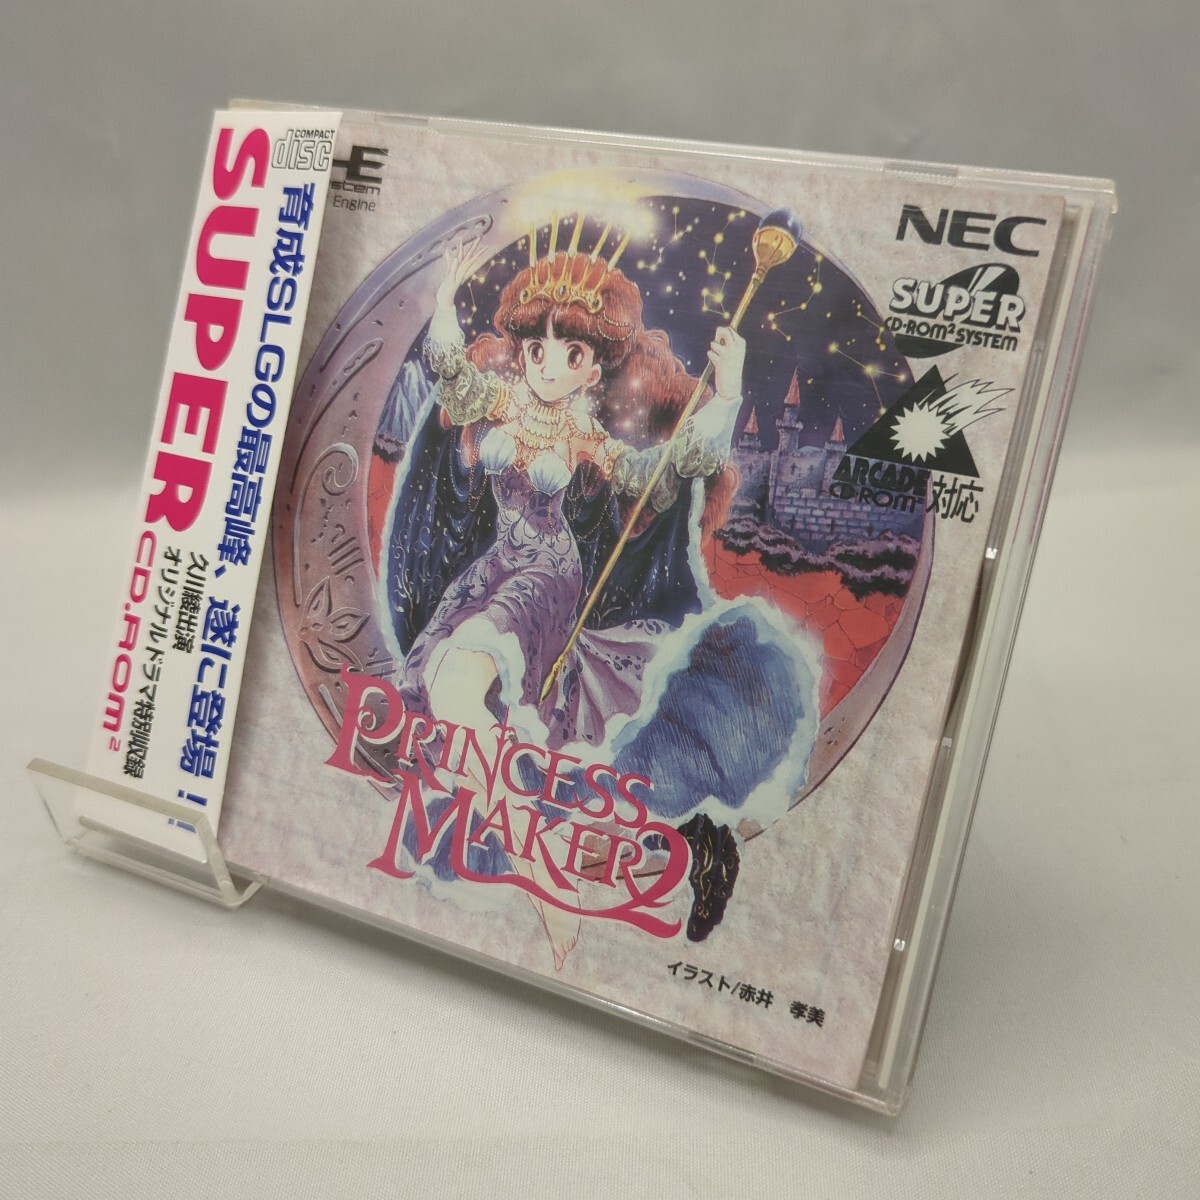 COMPACT
disc
SUPER
CD.ROM²
育成SLGの最高峰、遂に登場!!
久川綾出演
オリジナルドラマ特別収録
HE
stem
Engine
NEC
SUPER
CD-ROM² SYSTEM
ARCADE
CD-ROM²
対応
PRINCESS
MAKER2
イラスト/赤井 孝美